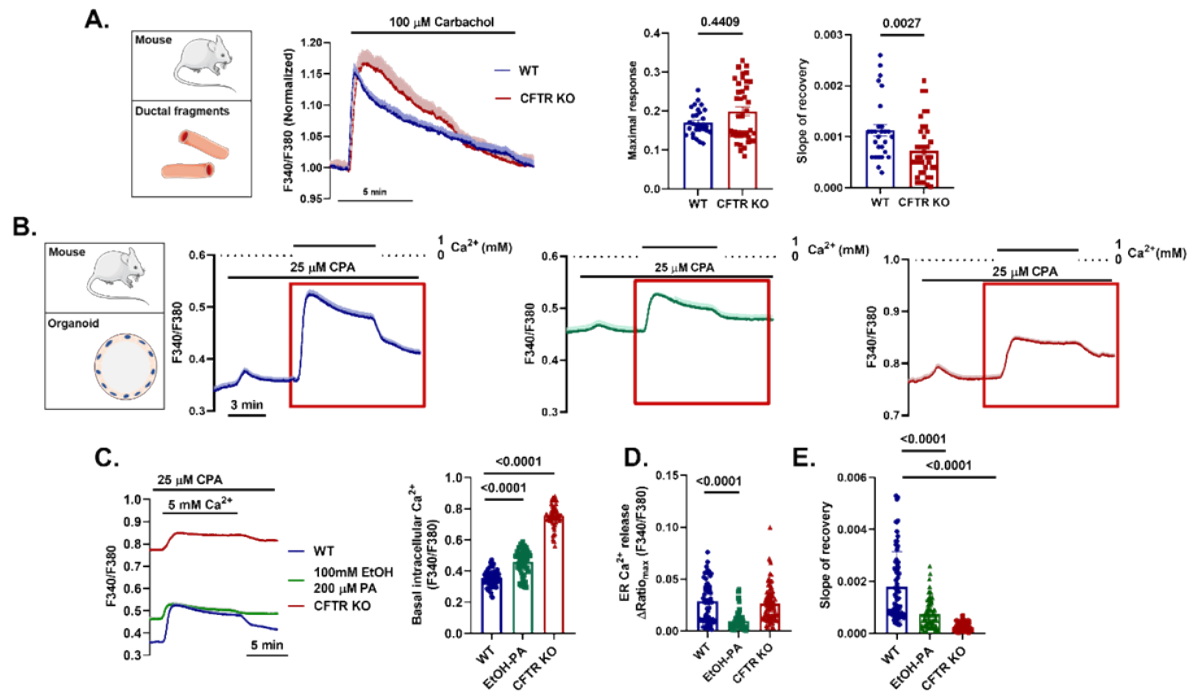 A.
Mouse
Ductal fragments
100 µM Carbachol
F340/F380 (Normalized)
1.20
1.15
1.10
1.05
1.00
0.95
WT
CFTR KO
5 min
0.4409
Maximal response
0.4
0.3
0.2
0.1
0.0
WT
CFTR KO
0.0027
Slope of recovery
0.003
0.002
0.001
0.000
WT
CFTR KO
B.
Mouse
Organoid
1
0
Ca²⁺ (mM)
25 µM CPA
F340/F380
0.6
0.5
0.4
0.3
3 min
1
0
Ca²⁺ (mM)
25 µM CPA
F340/F380
0.6
0.5
0.4
0.3
1
0
Ca²⁺ (mM)
25 µM CPA
F340/F380
1.0
0.9
0.8
0.7
C.
25 µM CPA
5 mM Ca²⁺
F340/F380
1.0
0.9
0.8
0.7
0.6
0.5
0.4
0.3
WT
100mM EtOH
200 µM PA
CFTR KO
5 min
<0.0001
<0.0001
Basal intracellular Ca²⁺
(F340/F380)
1.0
0.8
0.6
0.4
0.2
0.0
WT
EtOH-PA
CFTR KO
D.
<0.0001
ER Ca²⁺ release
ΔRatiomax (F340/F380)
0.15
0.10
0.05
0.00
WT
EtOH-PA
CFTR KO
E.
<0.0001
<0.0001
Slope of recovery
0.006
0.004
0.002
0.000
WT
EtOH-PA
CFTR KO